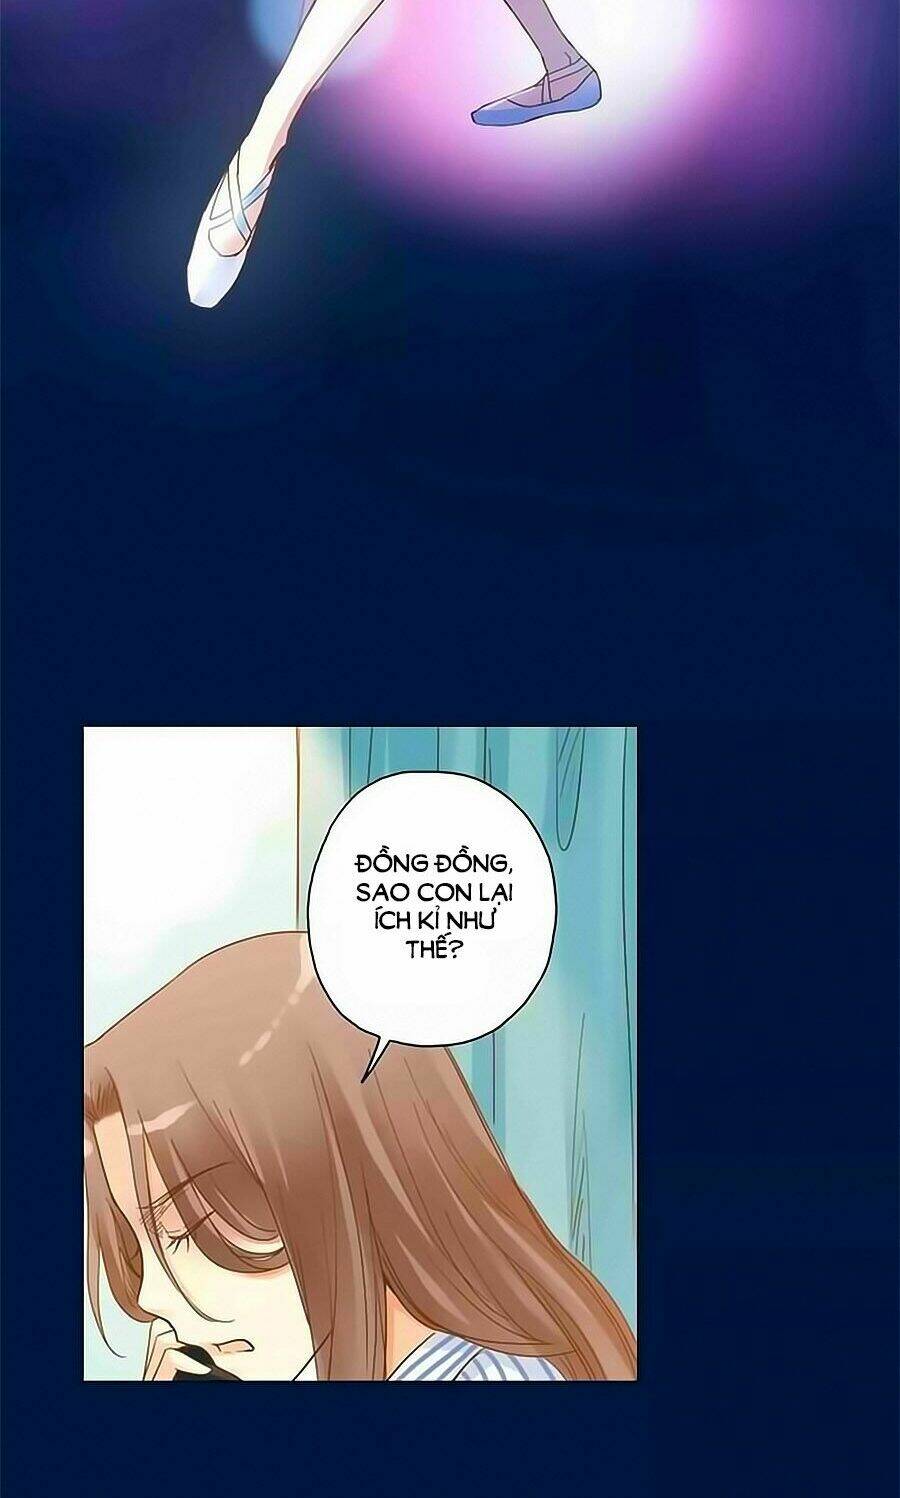 ĐỒNG ĐỒNG,
SAO CON LẠI
ÍCH KỈ NHƯ
THẾ?